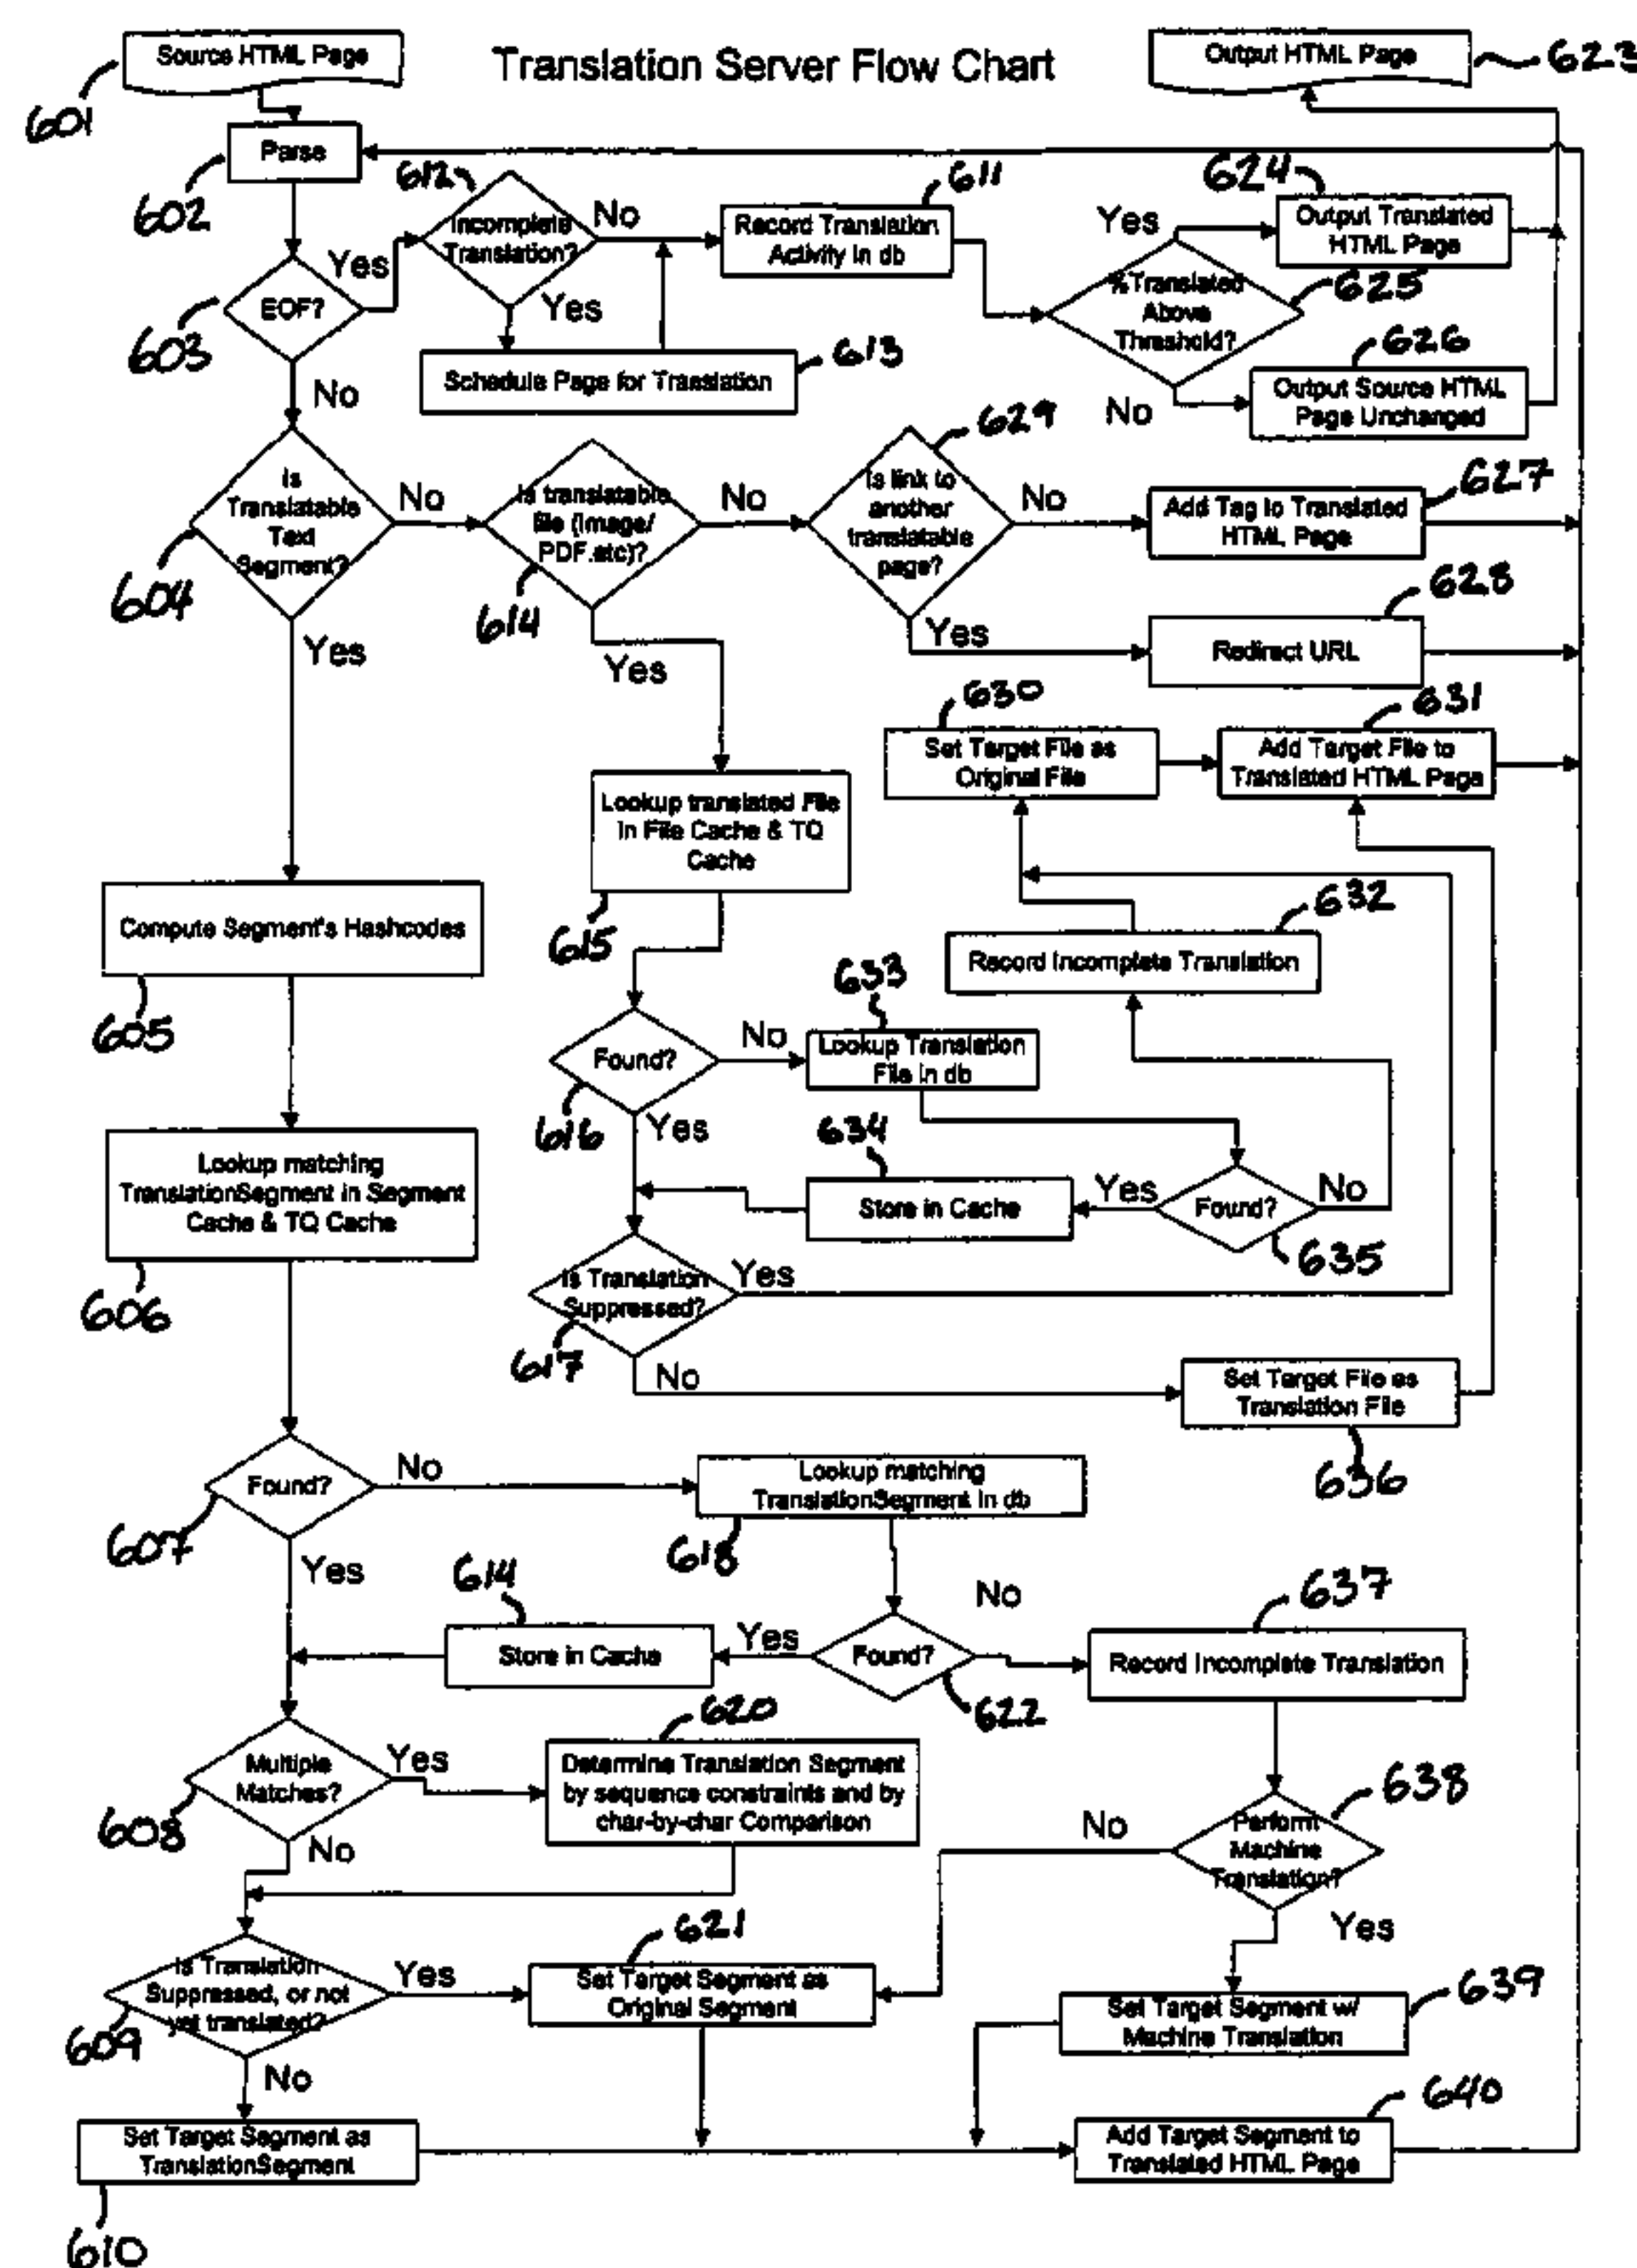 Source HTML Page
Translation Server Flow Chart
Output HTML Page
623
601
Parse
602
612
Incomplete
Translation?
No
Yes
Yes
611
Record Translation
Activity in db
624
Output Translated
HTML Page
Yes
% Translated
Above
Threshold?
625
EOF?
603
No
613
Schedule Page for Translation
626
Output Source HTML
Page Unchanged
No
Is
Translatable
Text
Segment?
604
No
Yes
Is translatable
file (Image/
PDF.etc)?
614
No
Yes
629
Is link to
another
translatable
page?
No
Yes
627
Add Tag to Translated
HTML Page
628
Redirect URL
630
Set Target File as
Original File
631
Add Target File to
Translated HTML Page
Lookup translated File
in File Cache & TQ
Cache
615
Compute Segment's Hashcodes
605
632
Record Incomplete Translation
633
Lookup Translation
File in db
Found?
616
No
Yes
Lookup matching
TranslationSegment in Segment
Cache & TQ Cache
606
634
Store in Cache
Yes
Found?
No
635
Is Translation
Suppressed?
617
Yes
No
Set Target File as
Translation File
636
Found?
607
No
Yes
Lookup matching
TranslationSegment in db
618
614
Store in Cache
Yes
Found?
622
No
637
Record Incomplete Translation
Multiple
Matches?
608
Yes
No
620
Determine Translation Segment
by sequence constraints and by
char-by-char Comparison
638
Perform
Machine
Translation?
No
Yes
Is Translation
Suppressed, or not
yet translated?
609
Yes
No
621
Set Target Segment as
Original Segment
639
Set Target Segment w/
Machine Translation
Set Target Segment as
TranslationSegment
610
640
Add Target Segment to
Translated HTML Page